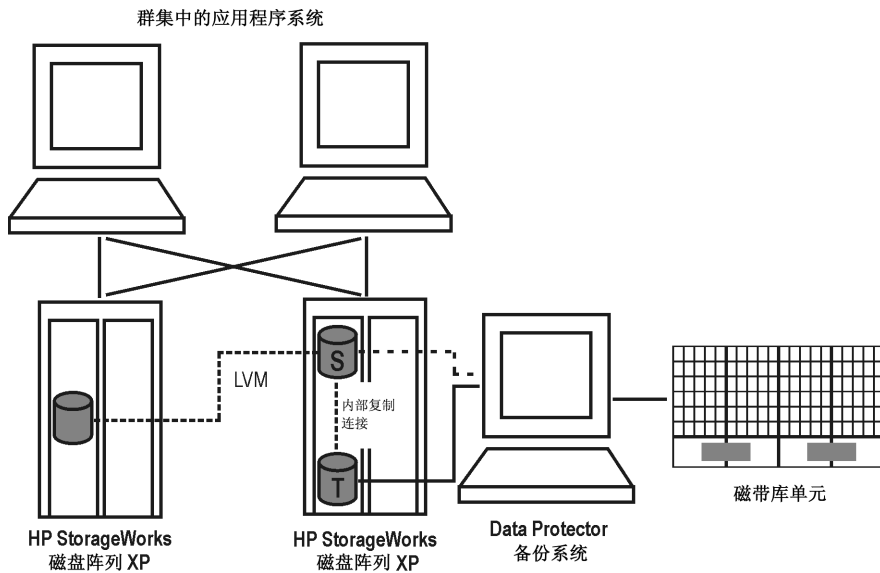 群集中的应用程序系统
S
LVM
内部复制
连接
T
磁带库单元
HP StorageWorks
磁盘阵列 XP
HP StorageWorks
磁盘阵列 XP
Data Protector
备份系统